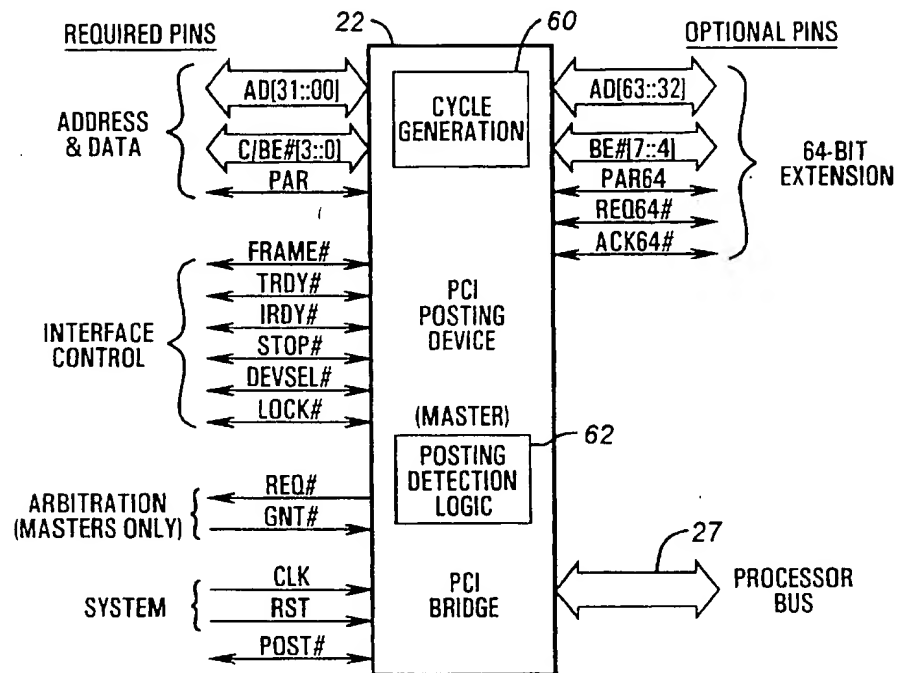 REQUIRED PINS
22
60
OPTIONAL PINS
AD[31::00]
C/BE#[3::0]
PAR
ADDRESS
& DATA
CYCLE
GENERATION
AD[63::32]
BE#[7::4]
PAR64
REQ64#
ACK64#
64-BIT
EXTENSION
FRAME#
TRDY#
IRDY#
STOP#
DEVSEL#
LOCK#
INTERFACE
CONTROL
PCI
POSTING
DEVICE
(MASTER)
62
POSTING
DETECTION
LOGIC
REQ#
GNT#
ARBITRATION
(MASTERS ONLY)
CLK
RST
SYSTEM
POST#
PCI
BRIDGE
27
PROCESSOR
BUS